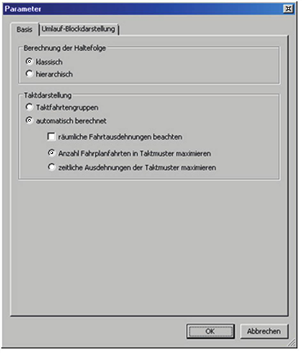 Parameter
Basis
Umlauf-Blockdarstellung
Berechnung der Haltefolge
klassisch
hierarchisch
Taktdarstellung
Taktfahrtengruppen
automatisch berechnet
räumliche Fahrtausdehnungen beachten
Anzahl Fahrplanfahrten in Taktmuster maximieren
zeitliche Ausdehnungen der Taktmuster maximieren
OK
Abbrechen